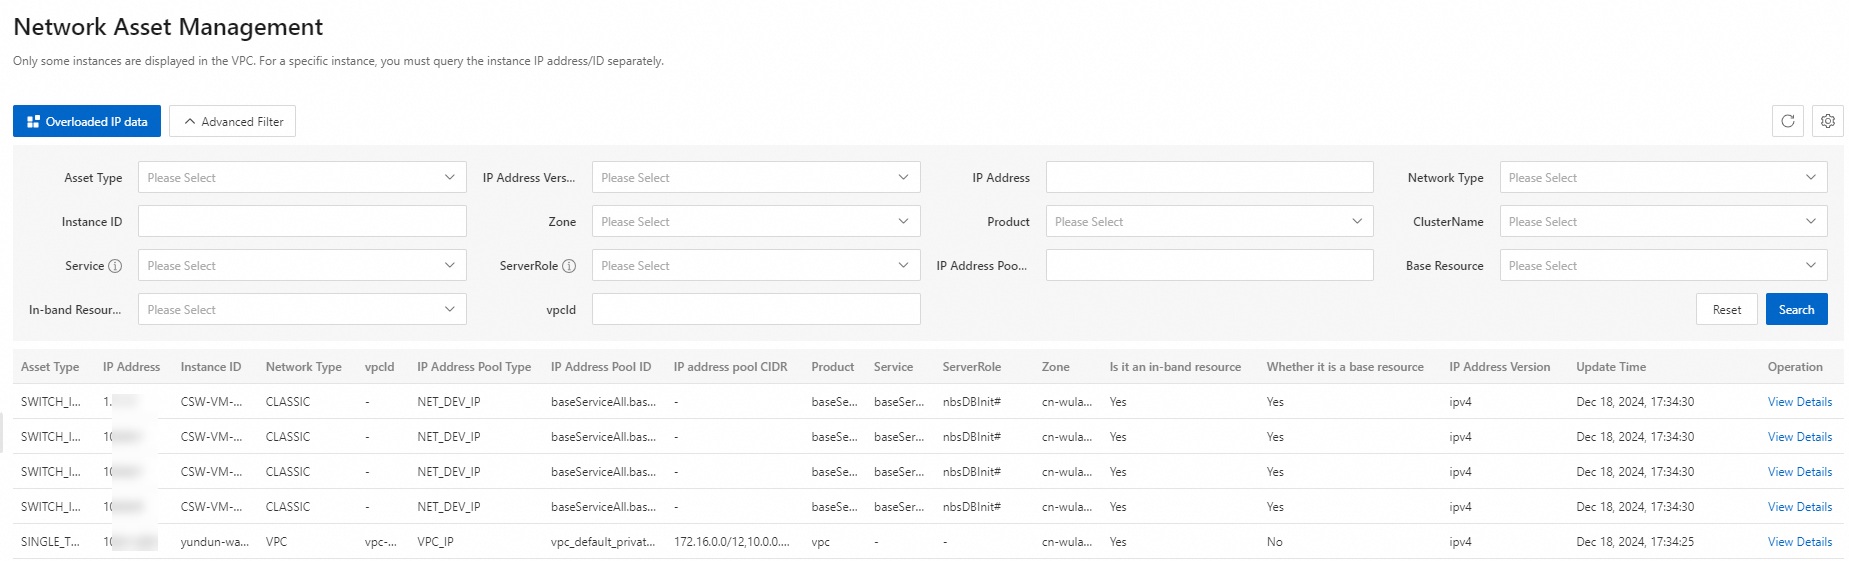 Network Asset Management
Only some instances are displayed in the VPC. For a specific instance, you must query the instance IP address/ID separately.
Overloaded IP data Advanced Filter
Asset Type Please Select IP Address Vers... Please Select IP Address Network Type Please Select
Instance ID Zone Please Select Product Please Select ClusterName Please Select
Service Please Select ServerRole Please Select IP Address Poo... Base Resource Please Select
In-band Resour... Please Select vpcId Reset Search
Asset Type IP Address Instance ID Network Type vpcId IP Address Pool Type IP Address Pool ID IP address pool CIDR Product Service ServerRole Zone Is it an in-band resource Whether it is a base resource IP Address Version Update Time Operation
SWITCH_I... 1. CSW-VM-... CLASSIC - NET_DEV_IP baseServiceAll.bas... - baseSe... baseSer... nbsDBInit# cn-wula... Yes Yes ipv4 Dec 18, 2024, 17:34:30 View Details
SWITCH_I... 10 CSW-VM-... CLASSIC - NET_DEV_IP baseServiceAll.bas... - baseSe... baseSer... nbsDBInit# cn-wula... Yes Yes ipv4 Dec 18, 2024, 17:34:30 View Details
SWITCH_I... 10 CSW-VM-... CLASSIC - NET_DEV_IP baseServiceAll.bas... - baseSe... baseSer... nbsDBInit# cn-wula... Yes Yes ipv4 Dec 18, 2024, 17:34:30 View Details
SWITCH_I... 10 CSW-VM-... CLASSIC - NET_DEV_IP baseServiceAll.bas... - baseSe... baseSer... nbsDBInit# cn-wula... Yes Yes ipv4 Dec 18, 2024, 17:34:30 View Details
SINGLE_T... 10 yundun-wa... VPC vpc-... VPC_IP vpc_default_privat... 172.16.0.0/12,10.0.0.... vpc - - cn-wula... Yes No ipv4 Dec 18, 2024, 17:34:25 View Details